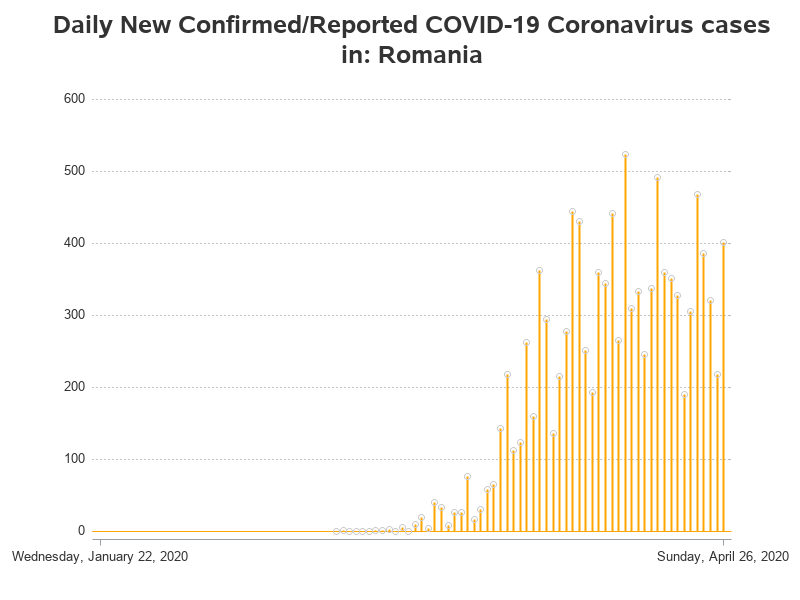 Daily New Confirmed/Reported COVID-19 Coronavirus cases
in: Romania
600
500
400
300
200
100
0
Wednesday, January 22, 2020
Sunday, April 26, 2020